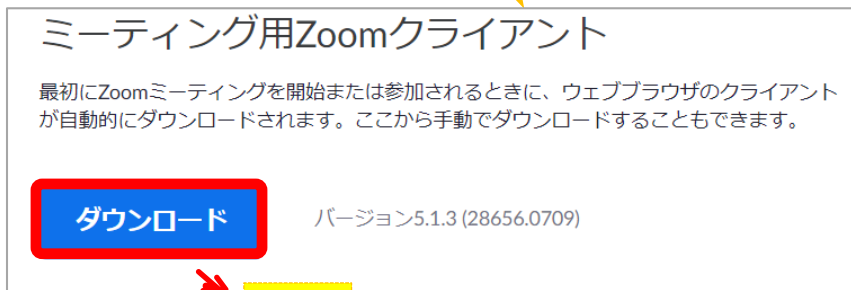 ミーティング用Zoomクライアント
最初にZoomミーティングを開始または参加されるときに、ウェブブラウザのクライアント
が自動的にダウンロードされます。ここから手動でダウンロードすることもできます。
ダウンロード バージョン5.1.3 (28656.0709)